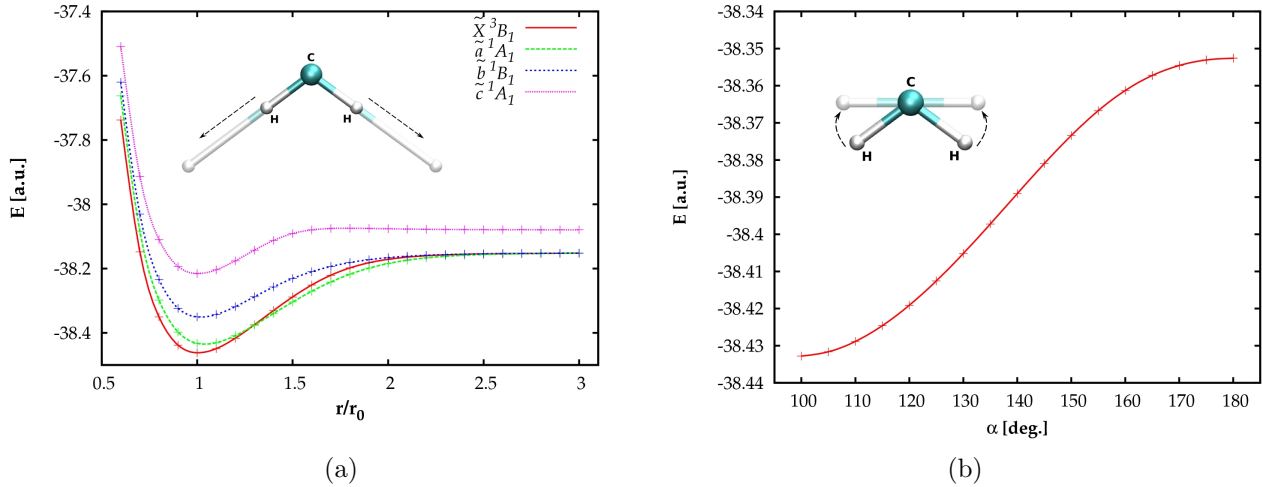 -37.4
-37.6
-37.8
-38
-38.2
-38.4
E [a.u.]
0.5 1 1.5 2 2.5 3
r/r₀
X̃ ³B₁
ã ¹A₁
b̃ ¹B₁
c̃ ¹A₁
C
H H
(a)
-38.34
-38.35
-38.36
-38.37
-38.38
-38.39
-38.4
-38.41
-38.42
-38.43
-38.44
E [a.u.]
100 110 120 130 140 150 160 170 180
α [deg.]
C
H H
(b)